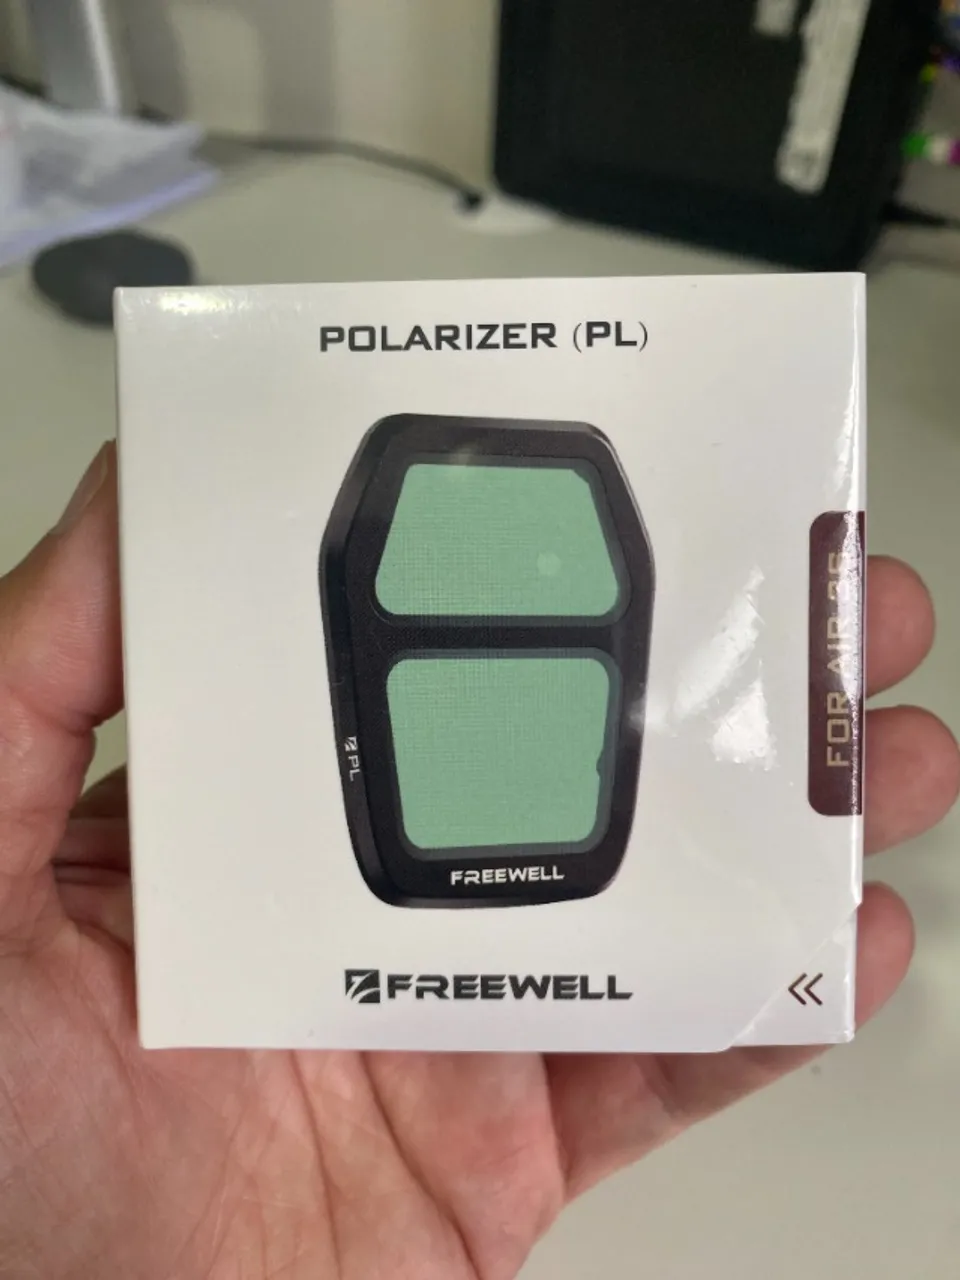 POLARIZER (PL)
PL
FREEWELL
FREEWELL
FOR AIR 3S